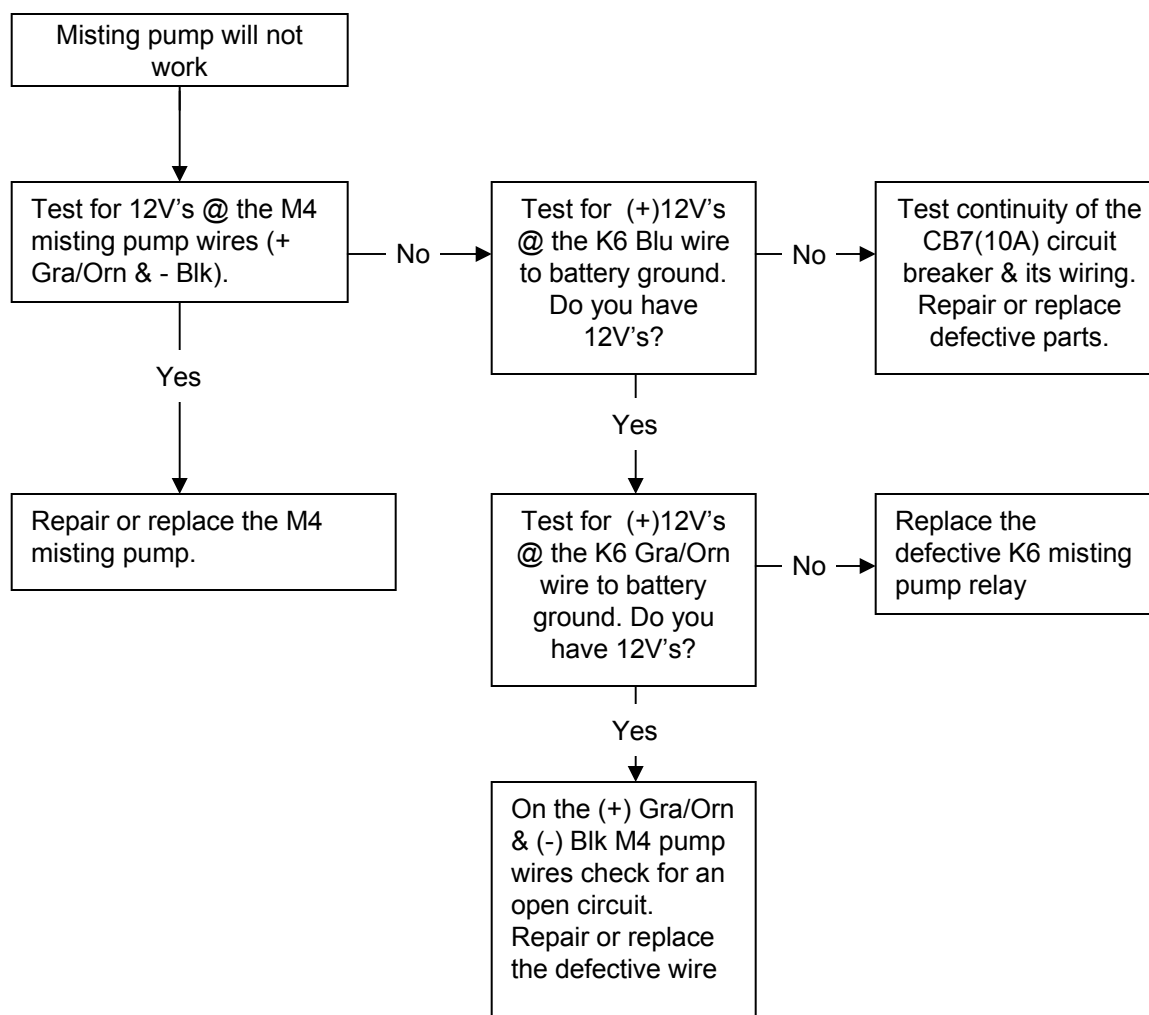 Misting pump will not
work
Test for 12V's @ the M4
misting pump wires (+
Gra/Orn & - Blk).
No
Test for (+)12V's
@ the K6 Blu wire
to battery ground.
Do you have
12V's?
No
Test continuity of the
CB7(10A) circuit
breaker & its wiring.
Repair or replace
defective parts.
Yes
Yes
Repair or replace the M4
misting pump.
Test for (+)12V's
@ the K6 Gra/Orn
wire to battery
ground. Do you
have 12V's?
No
Replace the
defective K6 misting
pump relay
Yes
On the (+) Gra/Orn
& (-) Blk M4 pump
wires check for an
open circuit.
Repair or replace
the defective wire